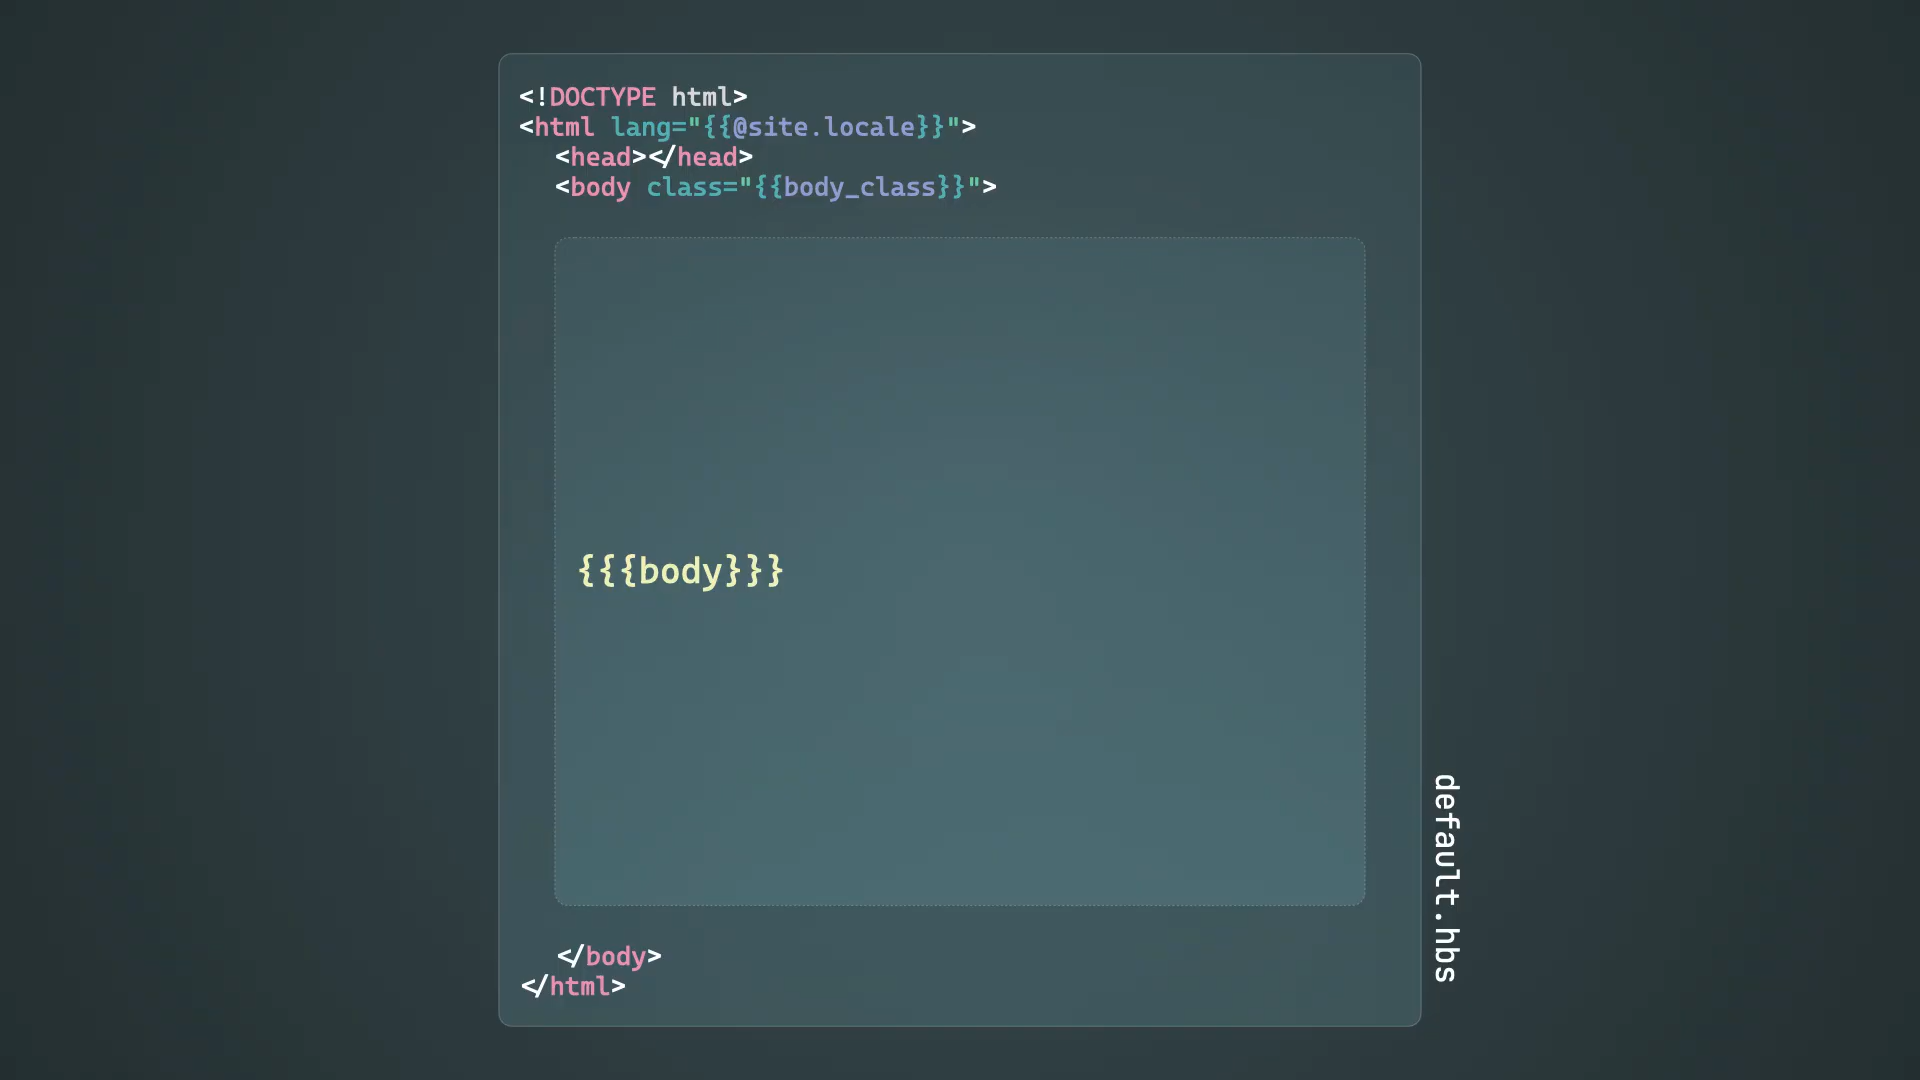 <!DOCTYPE html>
<html lang="{{@site.locale}}">
<head></head>
<body class="{{body_class}}">
{{{body}}}
</body>
</html>
default.hbs